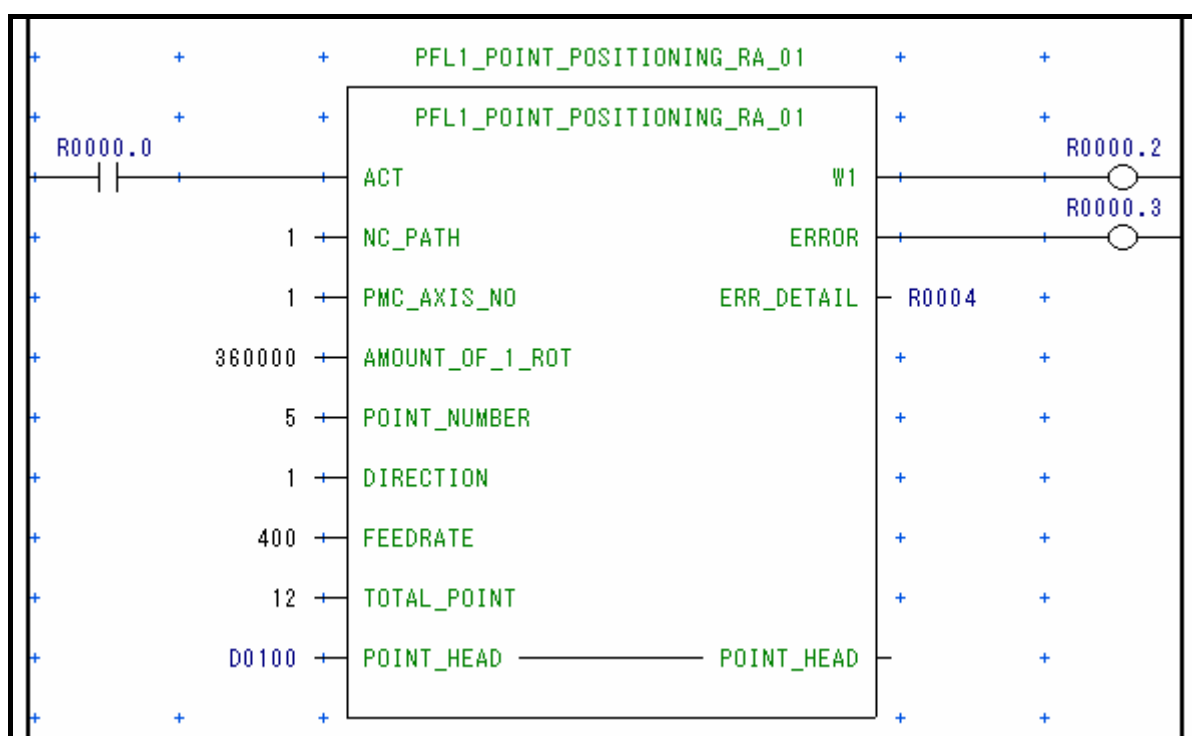 PFL1_POINT_POSITIONING_RA_01
PFL1_POINT_POSITIONING_RA_01
R0000.0 R0000.2
ACT W1
R0000.3
1 NC_PATH ERROR
1 PMC_AXIS_NO ERR_DETAIL R0004
360000 AMOUNT_OF_1_ROT
5 POINT_NUMBER
1 DIRECTION
400 FEEDRATE
12 TOTAL_POINT
D0100 POINT_HEAD POINT_HEAD